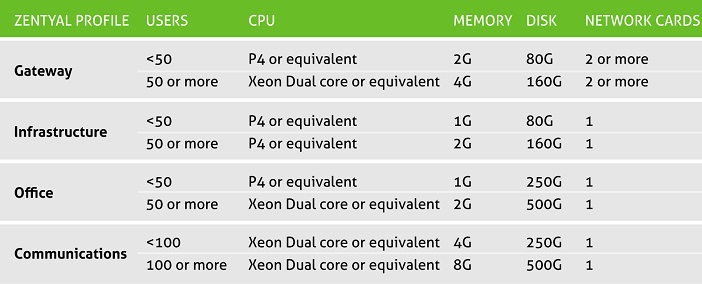 ZENTYAL PROFILE USERS CPU MEMORY DISK NETWORK CARDS
Gateway
<50 P4 or equivalent 2G 80G 2 or more
50 or more Xeon Dual core or equivalent 4G 160G 2 or more
Infrastructure
<50 P4 or equivalent 1G 80G 1
50 or more P4 or equivalent 2G 160G 1
Office
<50 P4 or equivalent 1G 250G 1
50 or more Xeon Dual core or equivalent 2G 500G 1
Communications
<100 Xeon Dual core or equivalent 4G 250G 1
100 or more Xeon Dual core or equivalent 8G 500G 1